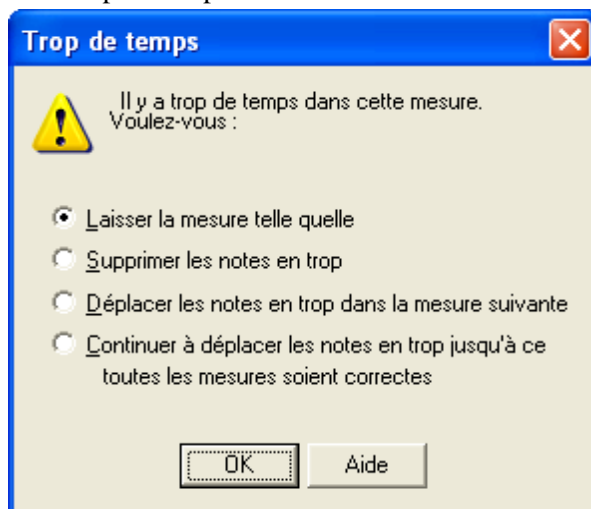 Trop de temps
Il y a trop de temps dans cette mesure.
Voulez-vous :
Laisser la mesure telle quelle
Supprimer les notes en trop
Déplacer les notes en trop dans la mesure suivante
Continuer à déplacer les notes en trop jusqu'à ce
toutes les mesures soient correctes
OK
Aide